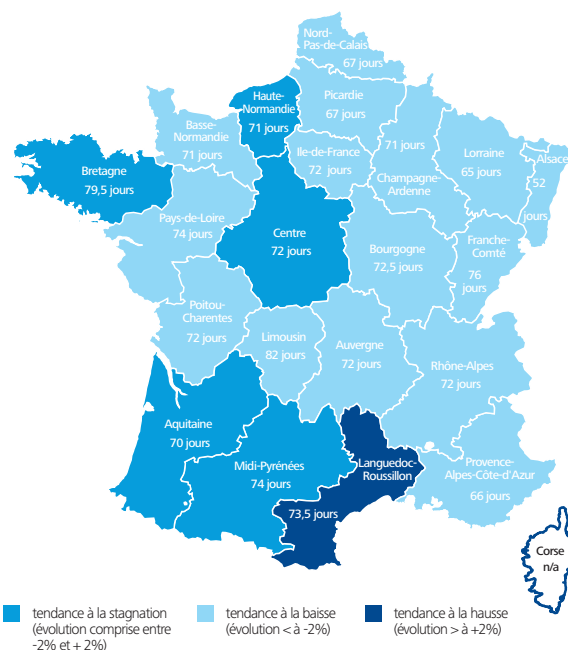 Nord-
Pas-de-Calais
67 jours
Haute-
Normandie
71 jours
Picardie
67 jours
Basse-
Normandie
71 jours
Ile-de-France
72 jours
71 jours
Champagne-
Ardenne
Lorraine
65 jours
Alsace
52
jours
Bretagne
79,5 jours
Pays-de-Loire
74 jours
Centre
72 jours
Bourgogne
72,5 jours
Franche-
Comté
76
jours
Poitou-
Charentes
72 jours
Limousin
82 jours
Auvergne
72 jours
Rhône-Alpes
72 jours
Aquitaine
70 jours
Midi-Pyrénées
74 jours
Languedoc-
Roussillon
73,5 jours
Provence-
Alpes-Côte-d'Azur
66 jours
Corse
n/a
tendance à la stagnation
(évolution comprise entre
-2% et + 2%)
tendance à la baisse
(évolution < à -2%)
tendance à la hausse
(évolution > à +2%)